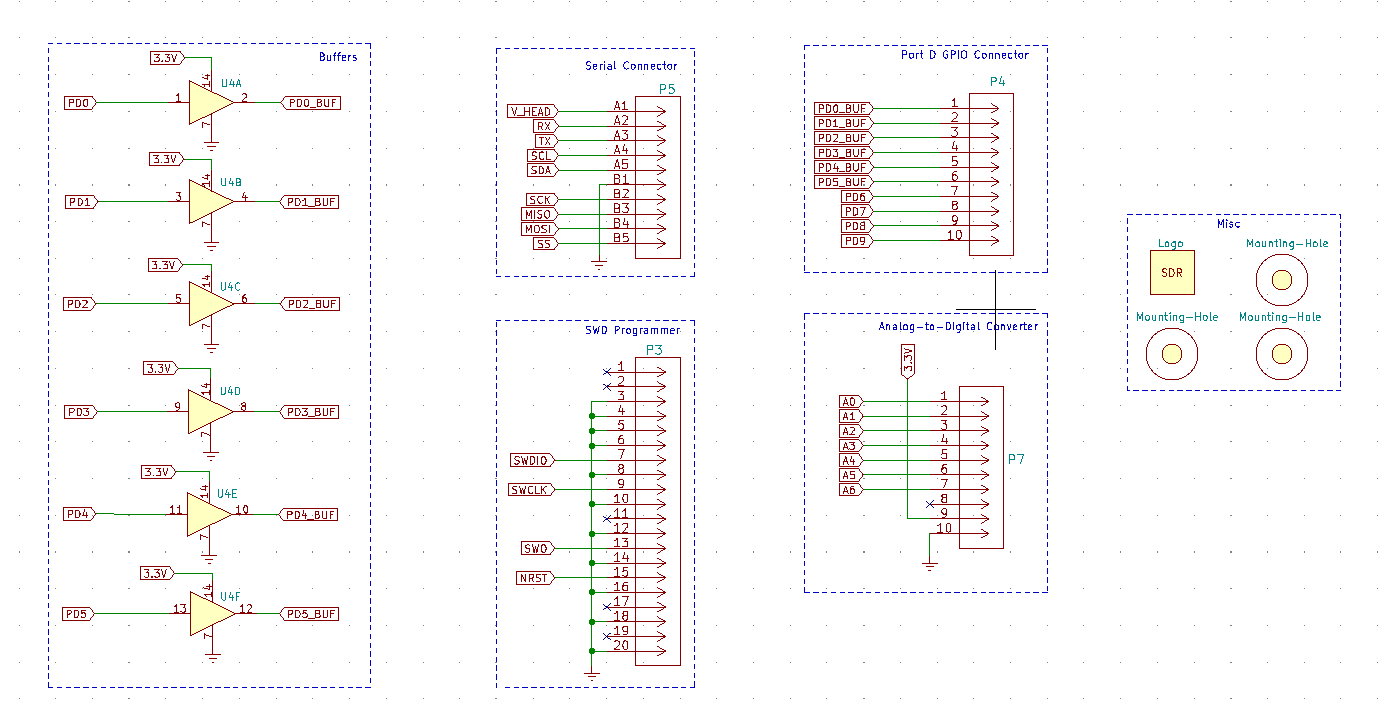 Buffers
3.3V
14
U4A
PD0 1 2 PD0_BUF
7
3.3V
14
U4B
PD1 3 4 PD1_BUF
7
3.3V
14
U4C
PD2 5 6 PD2_BUF
7
3.3V
14
U4D
PD3 9 8 PD3_BUF
7
3.3V
14
U4E
PD4 11 10 PD4_BUF
7
3.3V
14
U4F
PD5 13 12 PD5_BUF
7
Serial Connector
P5
V_HEAD A1
RX A2
TX A3
SCL A4
SDA A5
B1
SCK B2
MISO B3
MOSI B4
SS B5
SWD Programmer
P3
1
2
3
4
5
6
SWDIO 7
8
SWCLK 9
10
11
12
SWO 13
14
NRST 15
16
17
18
19
20
Port D GPIO Connector
P4
PD0_BUF 1
PD1_BUF 2
PD2_BUF 3
PD3_BUF 4
PD4_BUF 5
PD5_BUF 6
PD6 7
PD7 8
PD8 9
PD9 10
Analog-to-Digital Converter
3.3V
A0 1
A1 2
A2 3
A3 4
A4 5
A5 6
A6 7
8
9
10
P7
Misc
Logo Mounting-Hole
SDR
Mounting-Hole Mounting-Hole